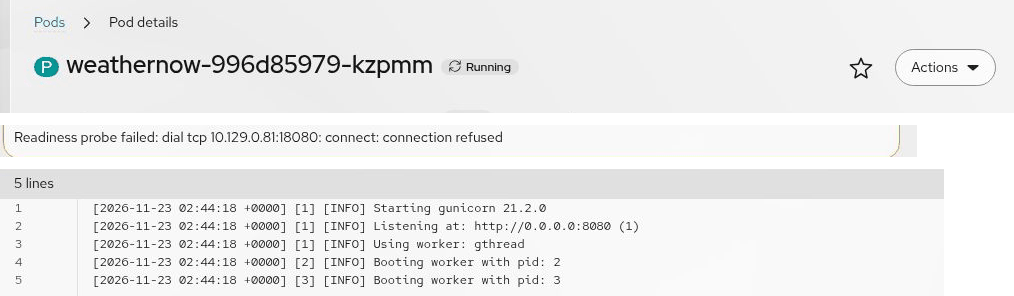 Pods > Pod details
P weathernow-996d85979-kzpmm Running Actions
Readiness probe failed: dial tcp 10.129.0.81:18080: connect: connection refused
5 lines
1 [2026-11-23 02:44:18 +0000] [1] [INFO] Starting gunicorn 21.2.0
2 [2026-11-23 02:44:18 +0000] [1] [INFO] Listening at: http://0.0.0.0:8080 (1)
3 [2026-11-23 02:44:18 +0000] [1] [INFO] Using worker: gthread
4 [2026-11-23 02:44:18 +0000] [2] [INFO] Booting worker with pid: 2
5 [2026-11-23 02:44:18 +0000] [3] [INFO] Booting worker with pid: 3